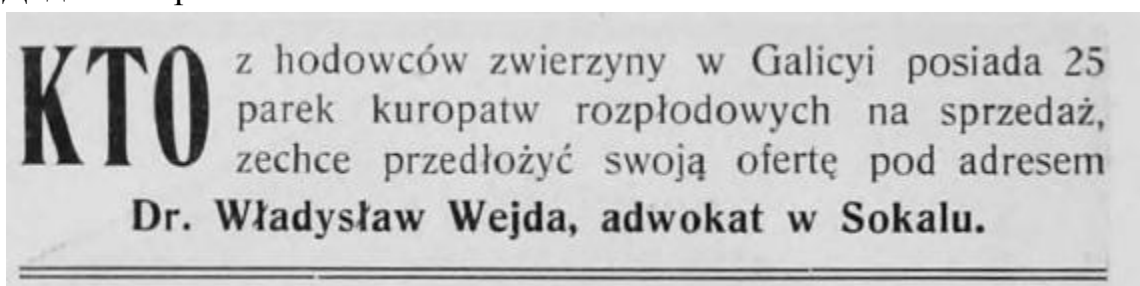 KTO z hodowców zwierzyny w Galicyi posiada 25
parek kuropatw rozpłodowych na sprzedaż,
zechce przedłożyć swoją ofertę pod adresem
Dr. Władysław Wejda, adwokat w Sokalu.